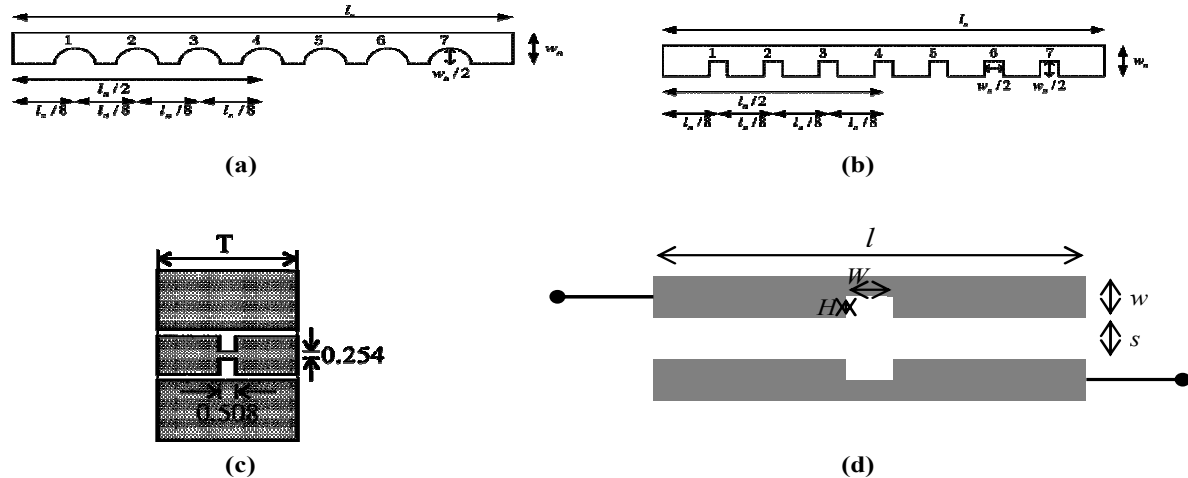 lₙ
1 2 3 4 5 6 7
wₙ
wₙ/2
lₙ/2
lₙ/8 lₙ/8 lₙ/8 lₙ/8
(a)
lₙ
1 2 3 4 5 6 7
wₙ
lₙ/2
wₙ/2 wₙ/2
lₙ/8 lₙ/8 lₙ/8 lₙ/8
(b)
T
0.254
0.508
(c)
l
W
H
w
s
(d)